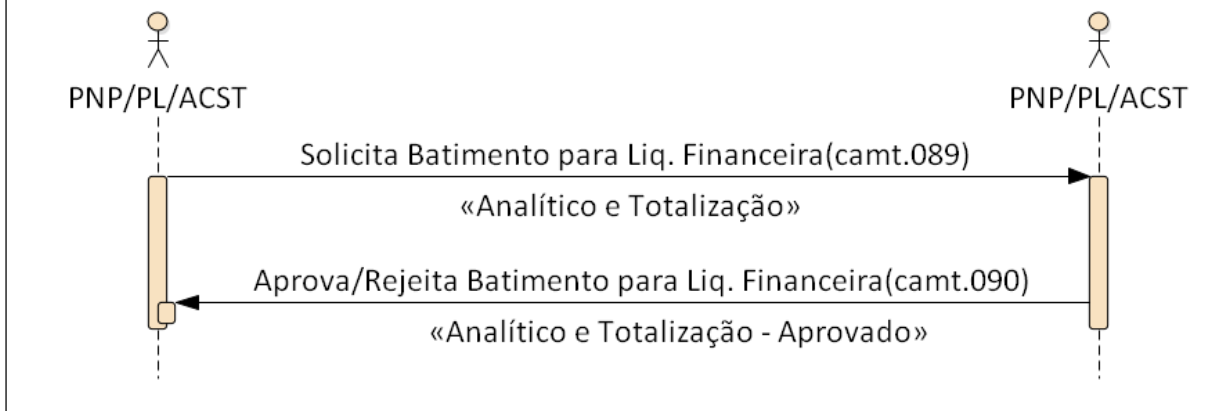 PNP/PL/ACST
PNP/PL/ACST
Solicita Batimento para Liq. Financeira(camt.089)
«Analítico e Totalização»
Aprova/Rejeita Batimento para Liq. Financeira(camt.090)
«Analítico e Totalização - Aprovado»